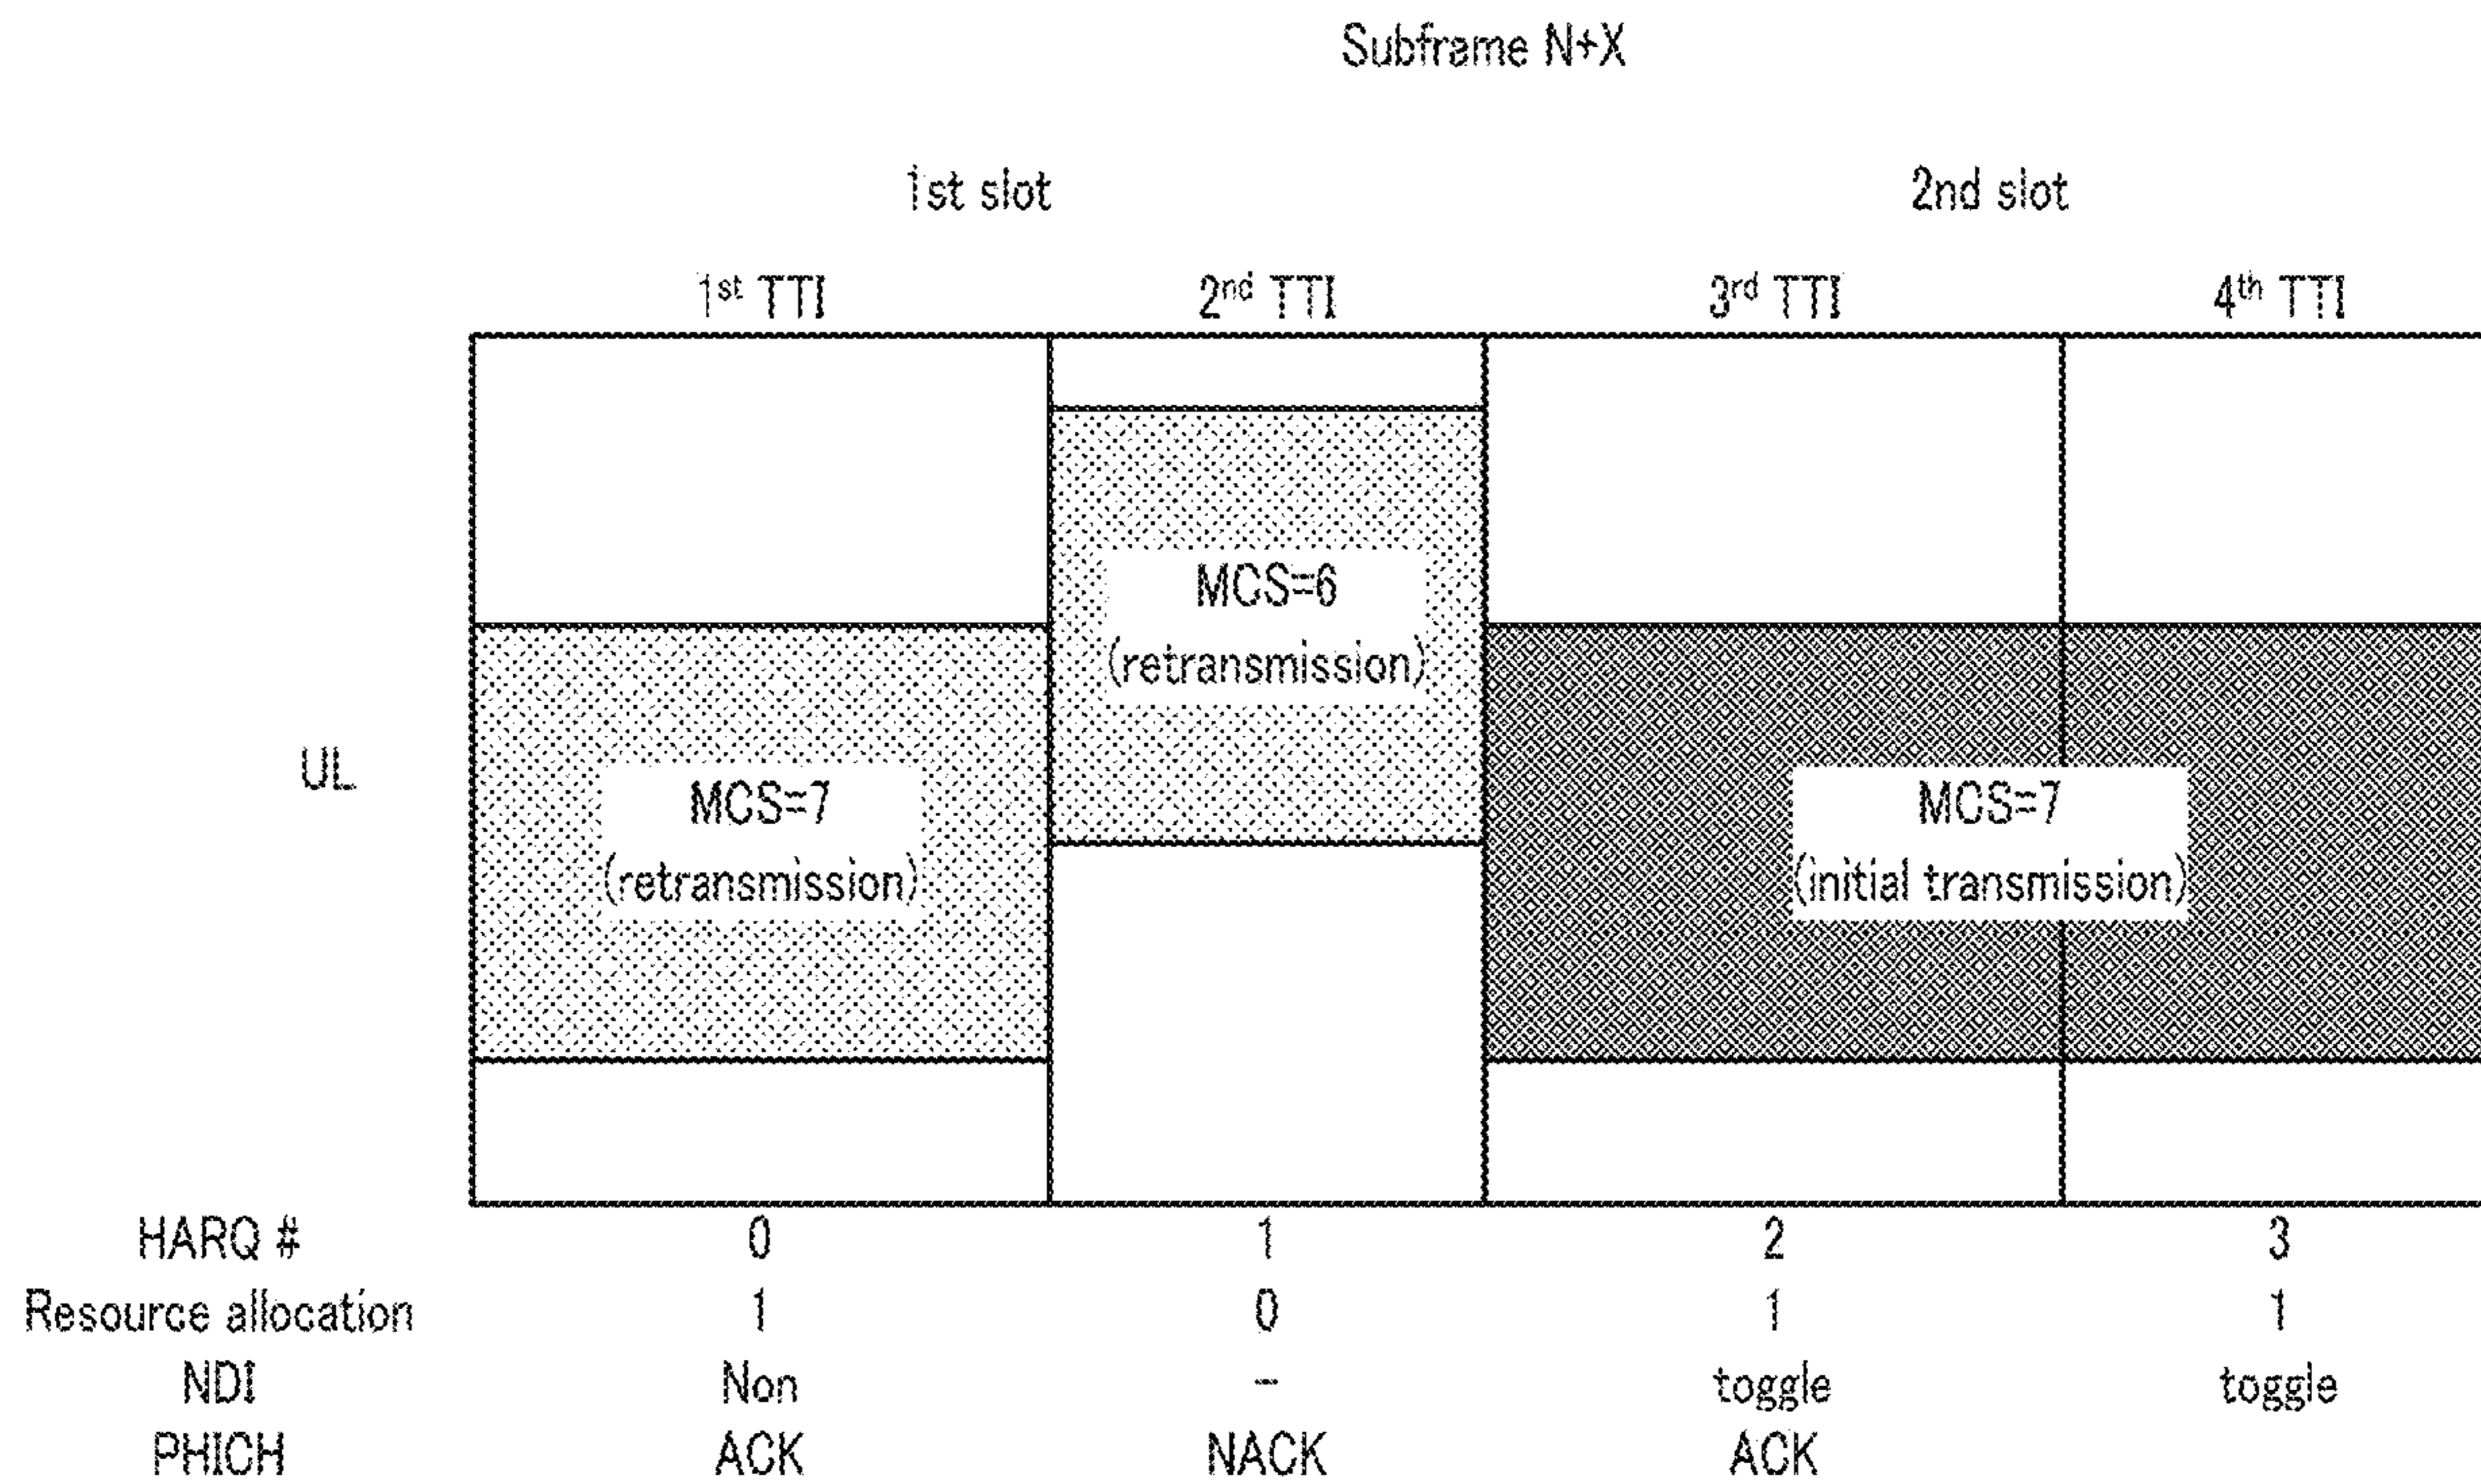 Subframe N+X
1st slot 2nd slot
1st TTI 2nd TTI 3rd TTI 4th TTI
MCS=6
(retransmission)
UL
MCS=7
(retransmission)
MCS=7
(initial transmission)
HARQ # 0 1 2 3
Resource allocation 1 0 1 1
NDI Non - toggle toggle
PHICH ACK NACK ACK